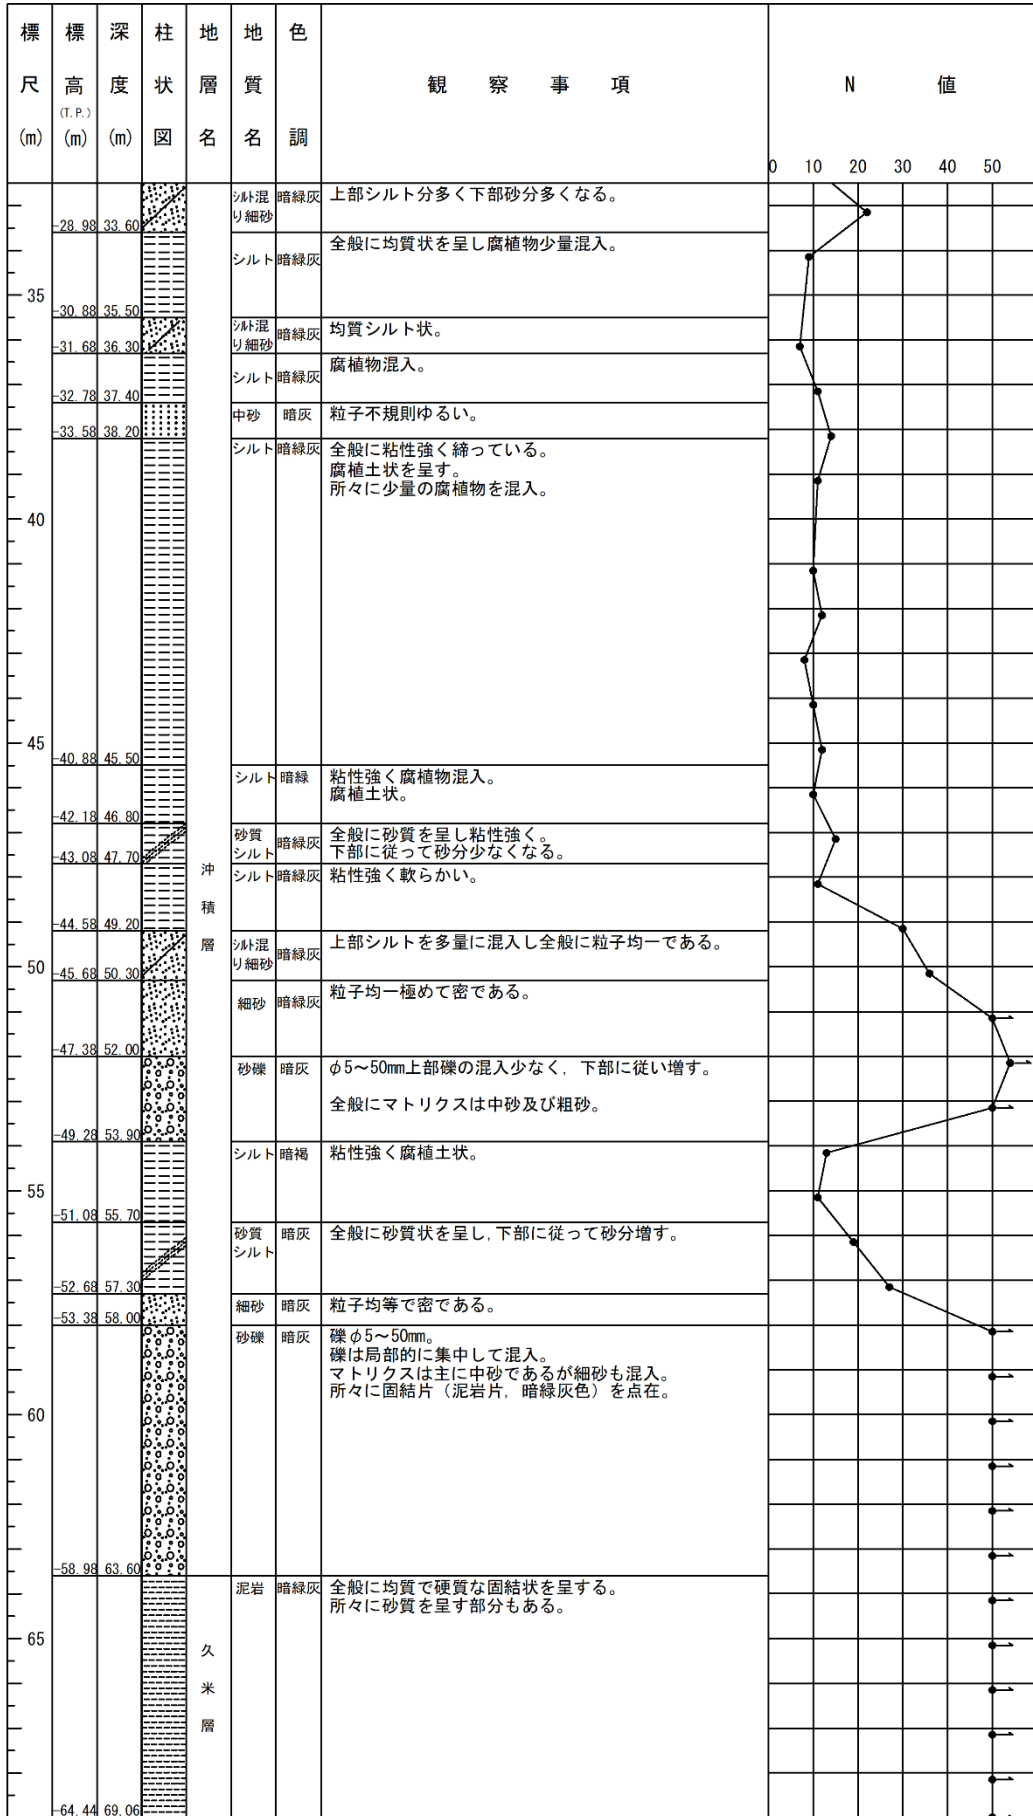 標尺(m) 標高(T.P.)(m) 深度(m) 柱状図 地層名 地質名 色調 観察事項 N値
0 10 20 30 40 50
-28.98 33.60 シルト混り細砂 暗緑灰 上部シルト分多く下部砂分多くなる。
-30.88 35.50 シルト 暗緑灰 全般に均質状を呈し腐植物少量混入。
35
-31.68 36.30 シルト混り細砂 暗緑灰 均質シルト状。
-32.78 37.40 シルト 暗緑灰 腐植物混入。
-33.58 38.20 中砂 暗灰 粒子不規則ゆるい。
シルト 暗緑灰 全般に粘性強く締っている。
腐植土状を呈す。
所々に少量の腐植物を混入。
40
45
-40.88 45.50
-42.18 46.80 シルト 暗緑 粘性強く腐植物混入。
腐植土状。
-43.08 47.70 砂質シルト 暗緑灰 全般に砂質を呈し粘性強く。
下部に従って砂分少なくなる。
沖積層
-44.58 49.20 シルト 暗緑灰 粘性強く軟らかい。
-45.68 50.30 シルト混り細砂 暗緑灰 上部シルトを多量に混入し全般に粒子均一である。
50
-47.38 52.00 細砂 暗緑灰 粒子均一極めて密である。
-49.28 53.90 砂礫 暗灰 φ5〜50mm上部礫の混入少なく，下部に従い増す。
全般にマトリクスは中砂及び粗砂。
-51.08 55.70 シルト 暗褐 粘性強く腐植土状。
55
-52.68 57.30 砂質シルト 暗灰 全般に砂質状を呈し,下部に従って砂分増す。
-53.38 58.00 細砂 暗灰 粒子均等で密である。
砂礫 暗灰 礫φ5〜50mm。
礫は局部的に集中して混入。
マトリクスは主に中砂であるが細砂も混入。
所々に固結片（泥岩片，暗緑灰色）を点在。
60
-58.98 63.60
泥岩 暗緑灰 全般に均質で硬質な固結状を呈する。
所々に砂質を呈す部分もある。
65
久米層
-64.44 69.06